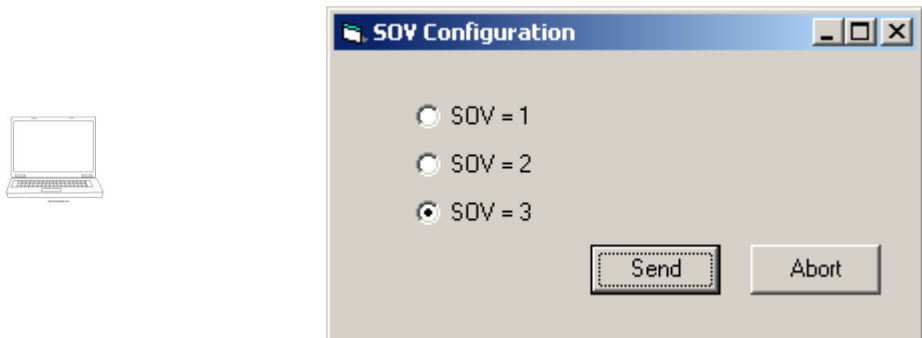 SOV Configuration
SOV = 1
SOV = 2
SOV = 3
Send Abort